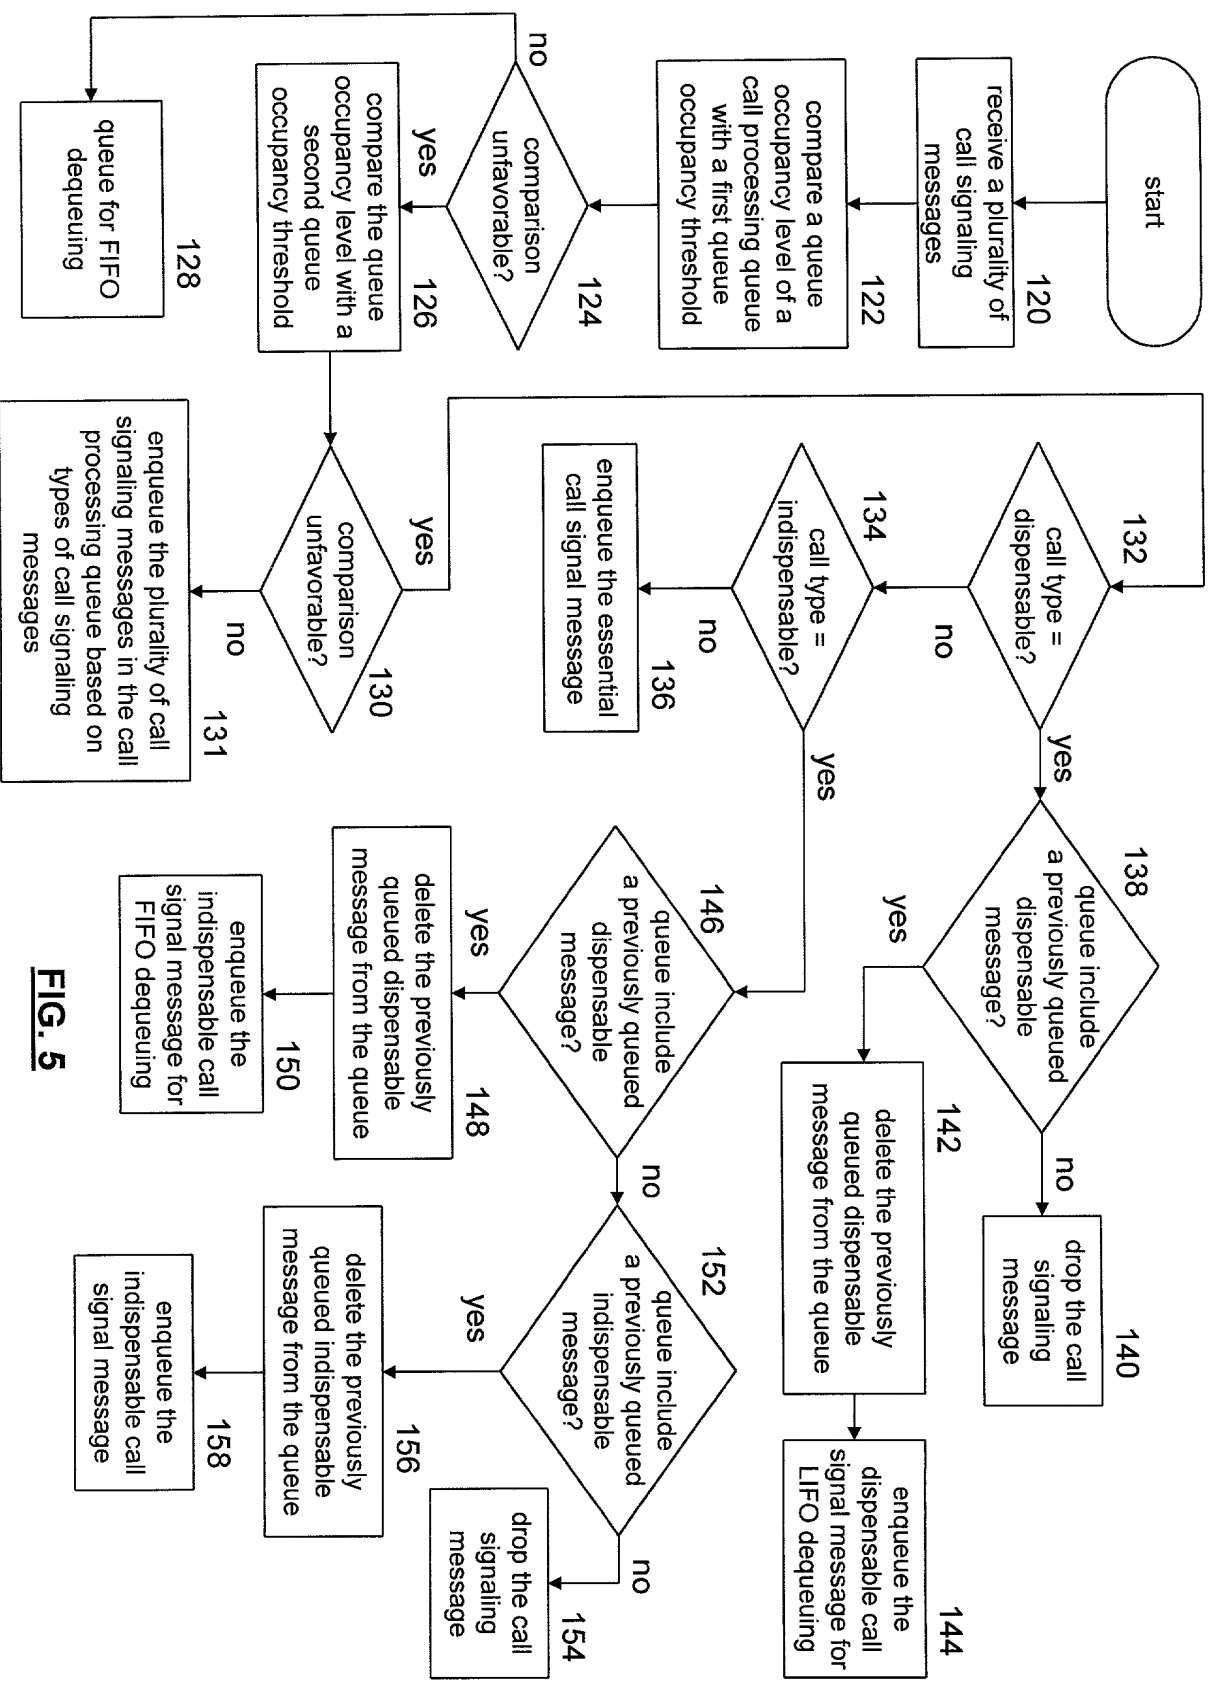 start
120
receive a plurality of
call signaling
messages
122
compare a queue
occupancy level of a
call processing queue
with a first queue
occupancy threshold
124
comparison
unfavorable?
no
yes
126
compare the queue
occupancy level with a
second queue
occupancy threshold
128
queue for FIFO
dequeuing
130
comparison
unfavorable?
yes
no
131
enqueue the plurality of call
signaling messages in the call
processing queue based on
types of call signaling
messages
132
call type =
dispensable?
yes
no
134
call type =
indispensable?
yes
no
136
enqueue the essential
call signal message
138
queue include
a previously queued
dispensable
message?
no
yes
140
drop the call
signaling
message
142
delete the previously
queued dispensable
message from the queue
144
enqueue the
dispensable call
signal message for
LIFO dequeuing
146
queue include
a previously queued
dispensable
message?
no
yes
148
delete the previously
queued dispensable
message from the queue
150
enqueue the
indispensable call
signal message for
FIFO dequeuing
152
queue include
a previously queued
indispensable
message?
no
yes
154
drop the call
signaling
message
156
delete the previously
queued indispensable
message from the queue
158
enqueue the
indispensable call
signal message
FIG. 5